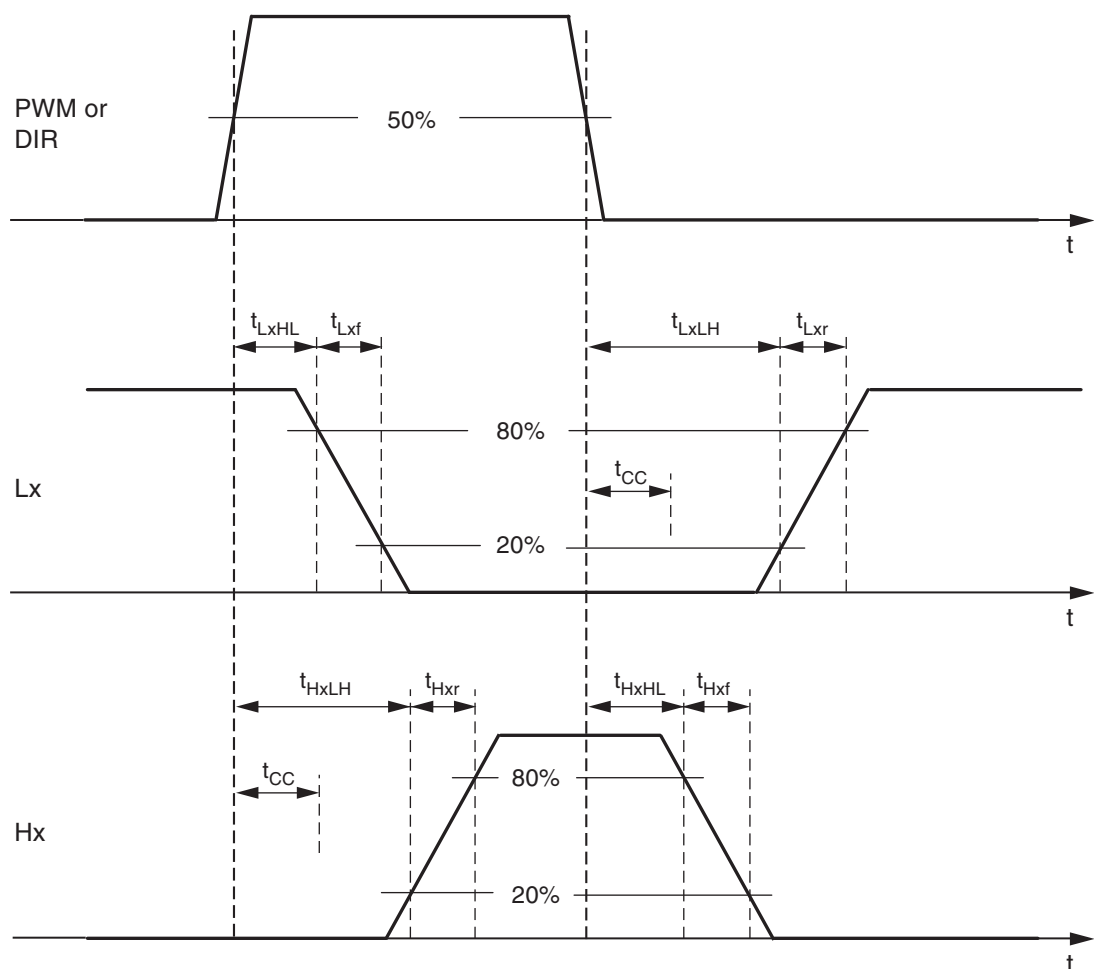 PWM or
DIR
50%
t
tLxHL
tLxf
tLxLH
tLxr
80%
tCC
Lx
20%
t
tHxLH
tHxr
tHxHL
tHxf
80%
tCC
Hx
20%
t